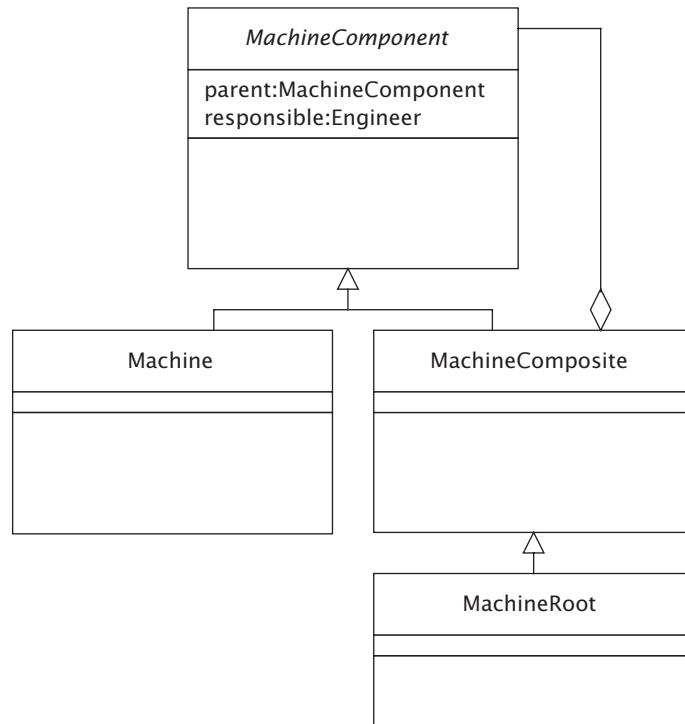 MachineComponent
parent:MachineComponent
responsible:Engineer
Machine
MachineComposite
MachineRoot